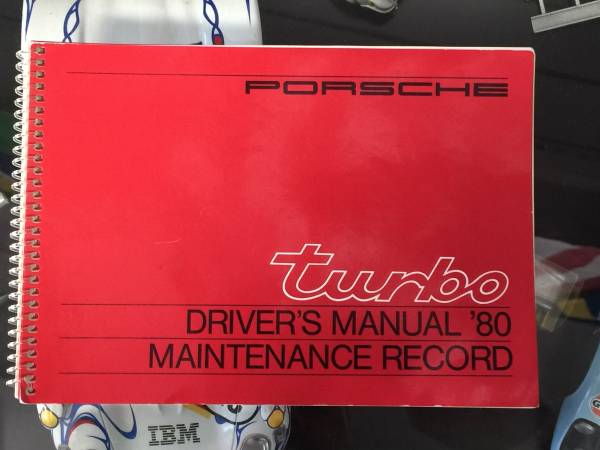 PORSCHE
turbo
DRIVER'S MANUAL '80
MAINTENANCE RECORD
IBM